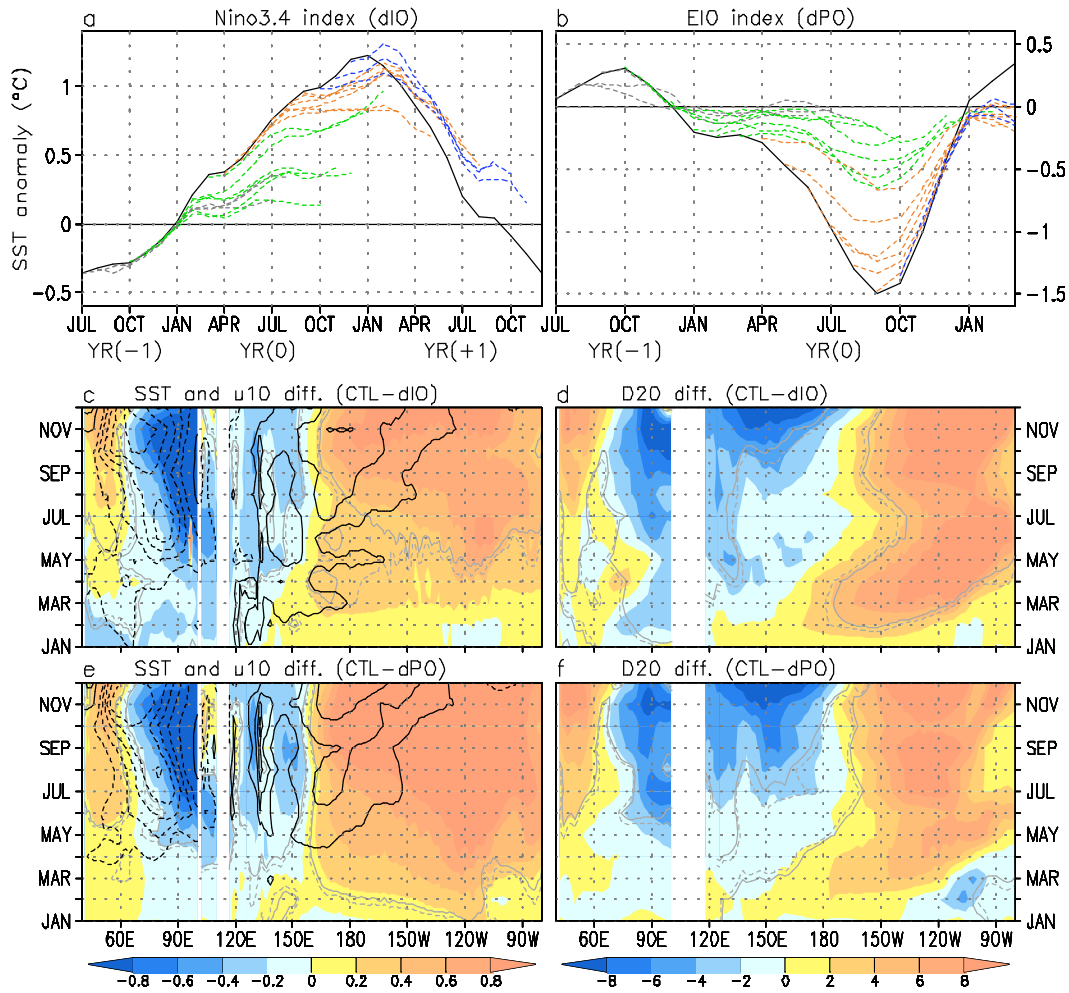 a Nino3.4 index (dIO)
b EIO index (dPO)
SST anomaly (°C)
1
0.5
0
−0.5
0.5
0
−0.5
−1
−1.5
JUL OCT JAN APR JUL OCT JAN APR JUL OCT
YR(−1) YR(0) YR(+1)
JUL OCT JAN APR JUL OCT JAN
YR(−1) YR(0)
c SST and u10 diff. (CTL−dIO)
d D20 diff. (CTL−dIO)
NOV
SEP
JUL
MAY
MAR
JAN
NOV
SEP
JUL
MAY
MAR
JAN
e SST and u10 diff. (CTL−dPO)
f D20 diff. (CTL−dPO)
NOV
SEP
JUL
MAY
MAR
JAN
NOV
SEP
JUL
MAY
MAR
JAN
60E 90E 120E 150E 180 150W 120W 90W
60E 90E 120E 150E 180 150W 120W 90W
−0.8 −0.6 −0.4 −0.2 0 0.2 0.4 0.6 0.8
−8 −6 −4 −2 2 4 6 8